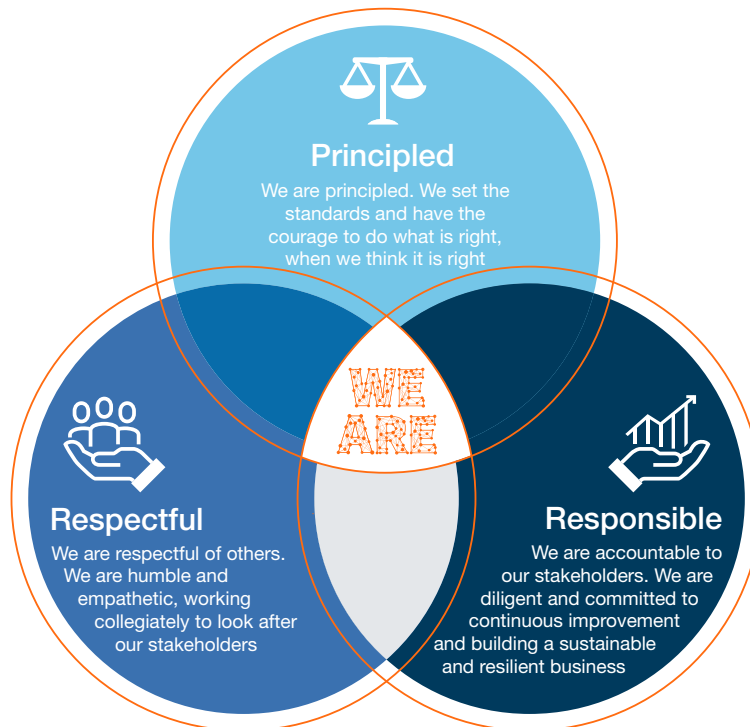 Principled
We are principled. We set the
standards and have the
courage to do what is right,
when we think it is right
WE
ARE
Respectful
We are respectful of others.
We are humble and
empathetic, working
collegiately to look after
our stakeholders
Responsible
We are accountable to
our stakeholders. We are
diligent and committed to
continuous improvement
and building a sustainable
and resilient business